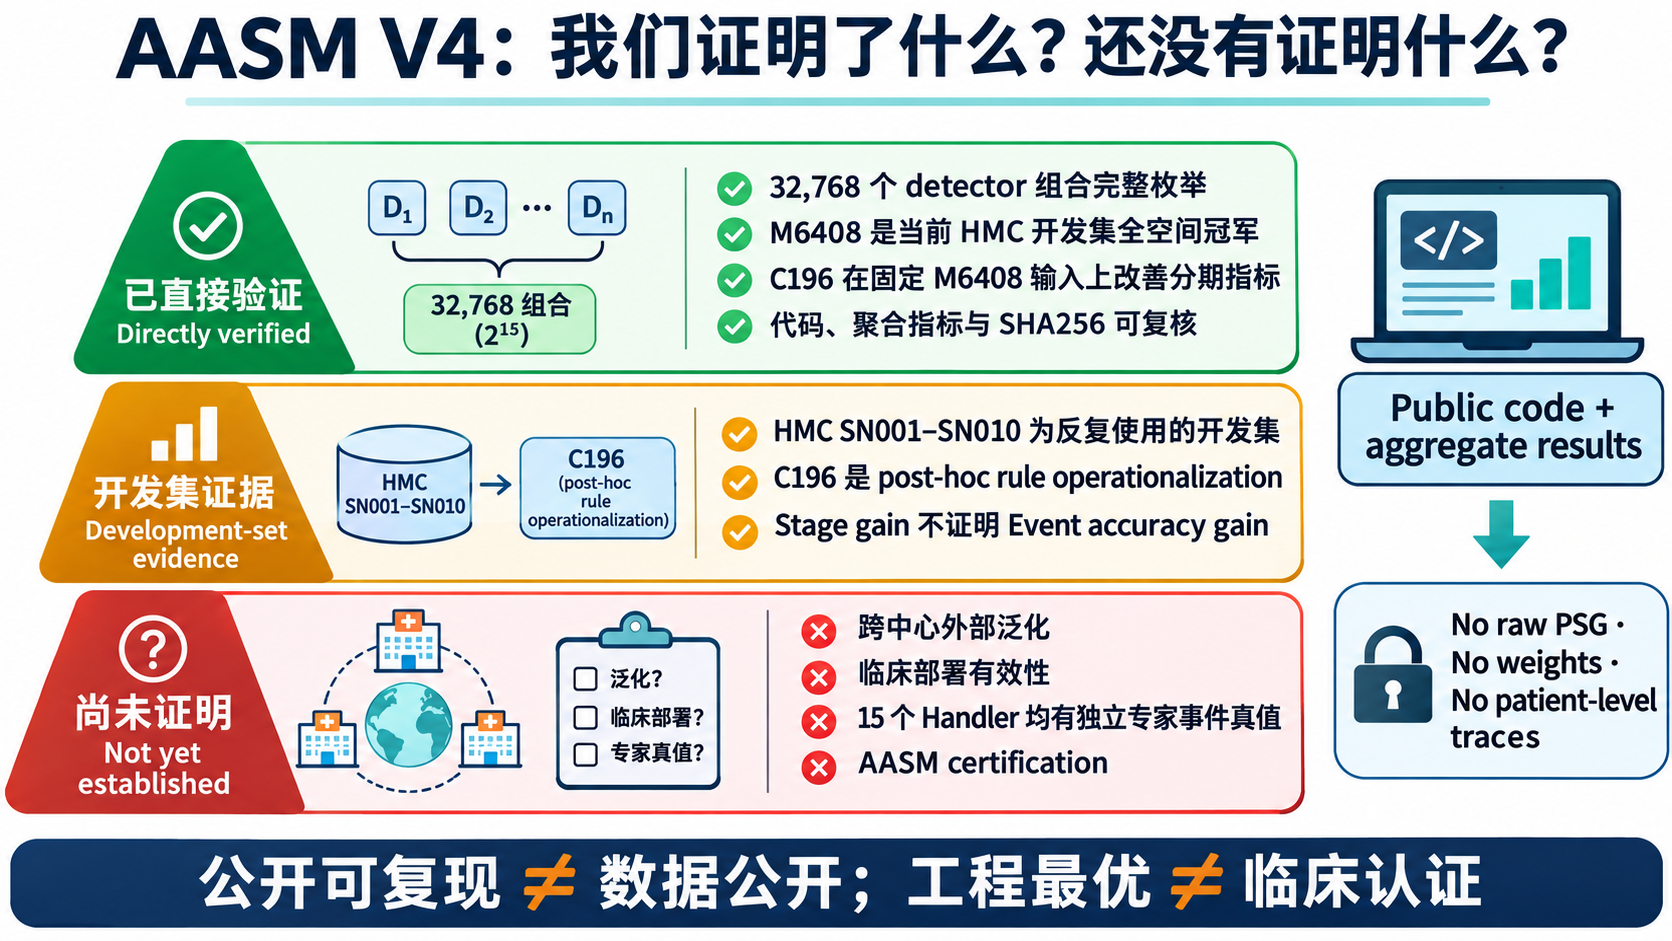 AASM V4：我们证明了什么？还没有证明什么？
已直接验证
Directly verified
D1 D2 ··· Dn
32,768 组合
(2¹⁵)
32,768 个 detector 组合完整枚举
M6408 是当前 HMC 开发集全空间冠军
C196 在固定 M6408 输入上改善分期指标
代码、聚合指标与 SHA256 可复核
开发集证据
Development-set
evidence
HMC
SN001–SN010
C196
(post-hoc
rule
operationalization)
HMC SN001–SN010 为反复使用的开发集
C196 是 post-hoc rule operationalization
Stage gain 不证明 Event accuracy gain
尚未证明
Not yet
established
泛化？
临床部署？
专家真值？
跨中心外部泛化
临床部署有效性
15 个 Handler 均有独立专家事件真值
AASM certification
</>
Public code +
aggregate results
No raw PSG ·
No weights ·
No patient-level
traces
公开可复现 ≠ 数据公开；工程最优 ≠ 临床认证